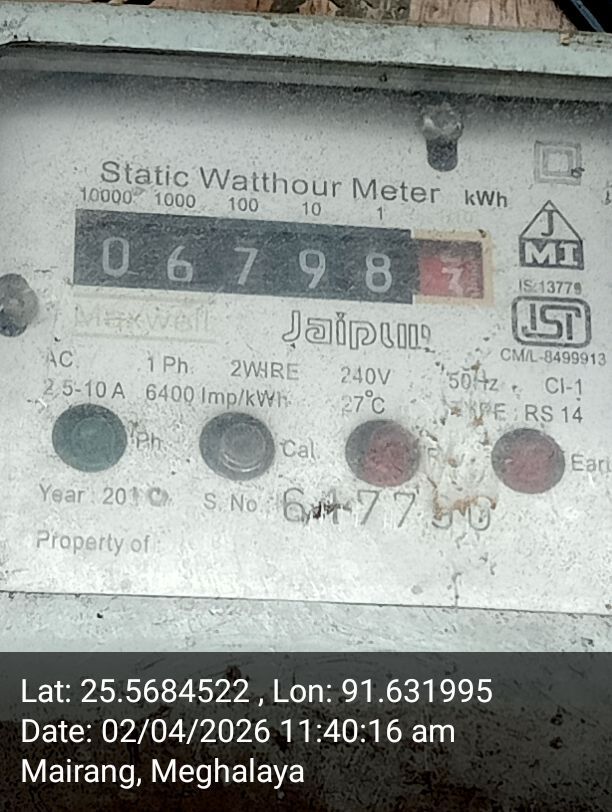 Static Watthour Meter kWh
10000 1000 100 10 1
0 6 7 9 8 7
JMI
IS:13779
Maxwell
Jaipur
ISI
CM/L-8499913
AC 1 Ph. 2WIRE 240V 50Hz CI-1
2.5-10 A 6400 Imp/kWh 27°C : RS 14
Ph. Cal
Year : S. No.
Property of :
Lat: 25.5684522 , Lon: 91.631995
Date: 02/04/2026 11:40:16 am
Mairang, Meghalaya